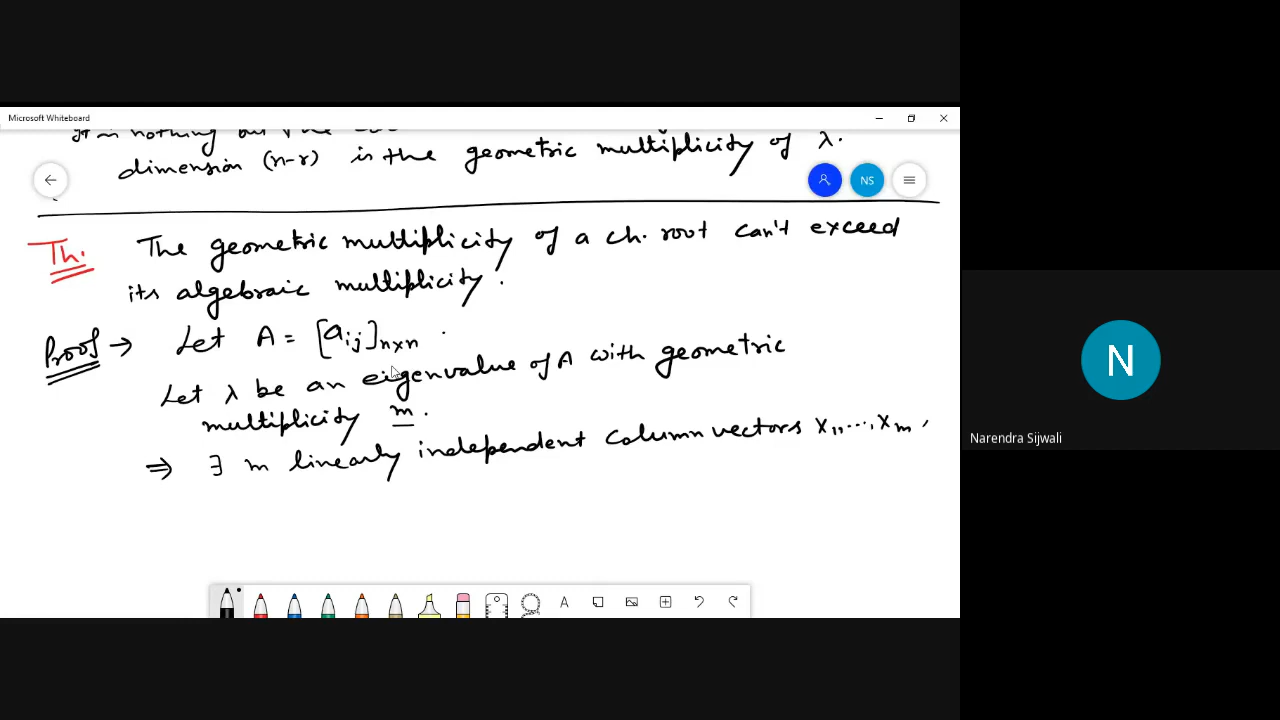 Microsoft Whiteboard
nothing
dimension (n-r) is the geometric multiplicity of λ.
NS
Th. The geometric multiplicity of a ch. root can't exceed
its algebraic multiplicity.
Proof → Let A = [aij]n×n .
Let λ be an eigenvalue of A with geometric
multiplicity m.
⇒ ∃ m linearly independent column vectors x1,...,xm,
N
Narendra Sijwali
A